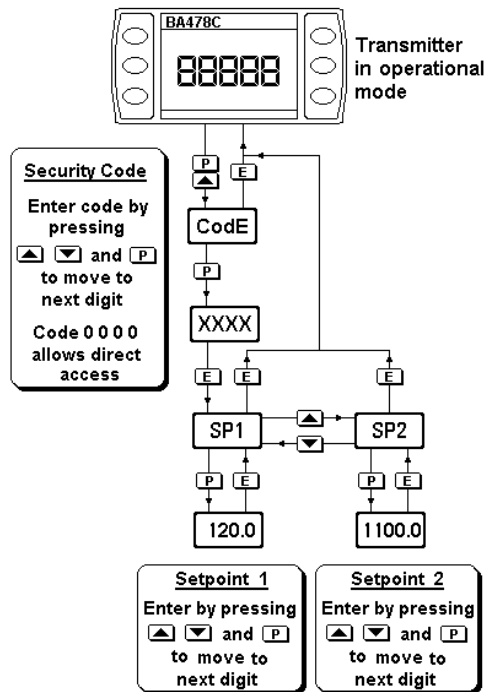 BA478C
88888
Transmitter
in operational
mode
P
E
Security Code
Enter code by
pressing
and P
to move to
next digit
Code 0 0 0 0
allows direct
access
CodE
P
XXXX
E E E
SP1 SP2
P E P E
120.0 1100.0
Setpoint 1
Enter by pressing
and P
to move to
next digit
Setpoint 2
Enter by pressing
and P
to move to
next digit